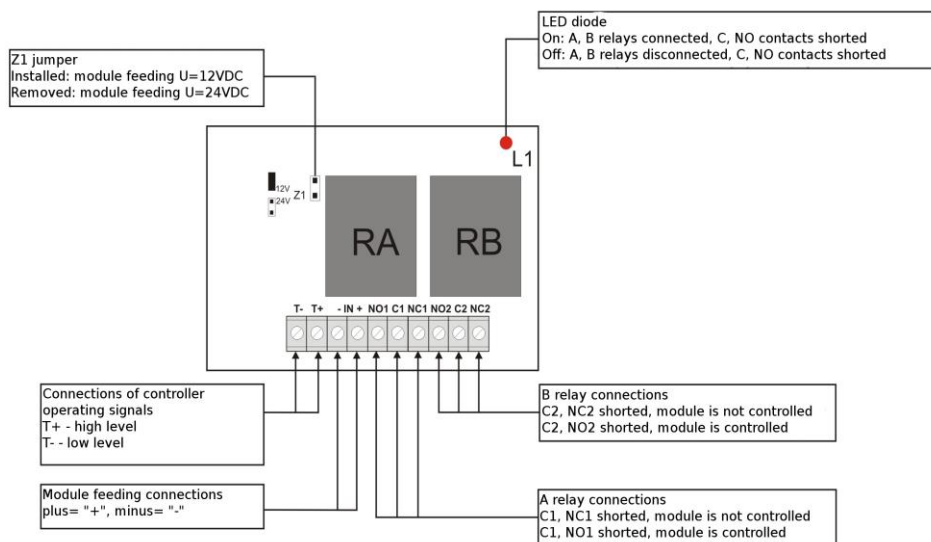 LED diode
On: A, B relays connected, C, NO contacts shorted
Off: A, B relays disconnected, C, NO contacts shorted
Z1 jumper
Installed: module feeding U=12VDC
Removed: module feeding U=24VDC
L1
12V
24V
Z1
RA
RB
T- T+ - IN + NO1 C1 NC1 NO2 C2 NC2
Connections of controller
operating signals
T+ - high level
T- - low level
B relay connections
C2, NC2 shorted, module is not controlled
C2, NO2 shorted, module is controlled
Module feeding connections
plus= "+", minus= "-"
A relay connections
C1, NC1 shorted, module is not controlled
C1, NO1 shorted, module is controlled